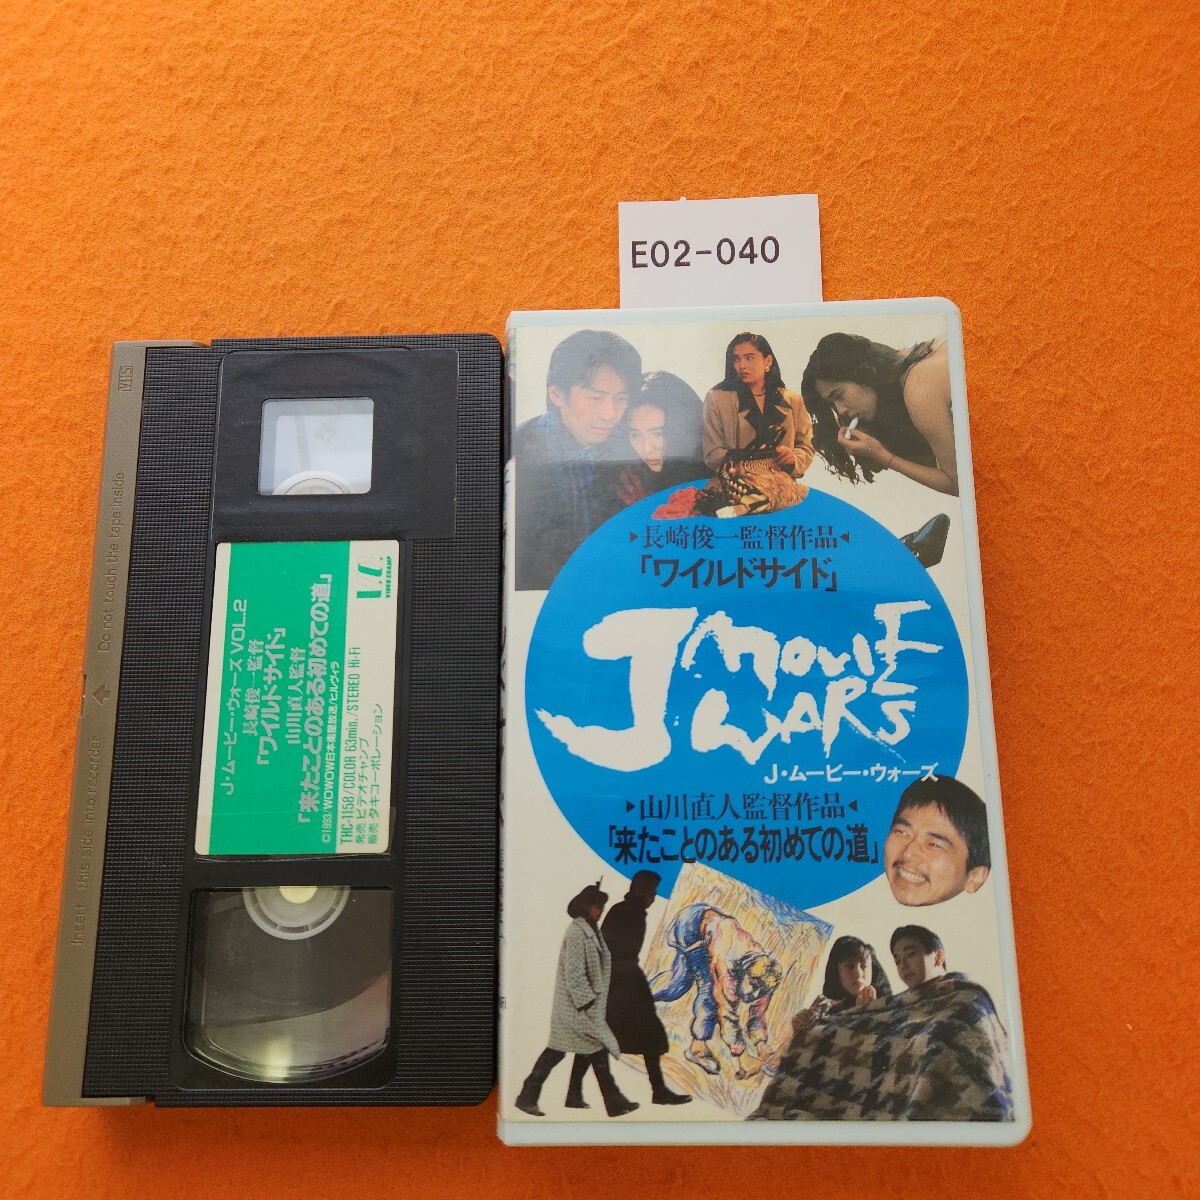 E02-040
VHS
Do not touch the tape inside
Insert this side into recorder
J・ムービー・ウォーズ VOL.2
長崎俊一監督
「ワイルドサイド」
山川直人監督
「来たことのある初めての道」
©1993/WOWOW日本衛星放送/ヒルヴィラ
THC-1158/COLOR 63min./STEREO Hi-Fi
発売 ビデオチャンプ
販売 タキコーポレーション
V.C.
VIDEO CHAMP
▶長崎俊一監督作品◀
「ワイルドサイド」
J MOVIE WARS
J・ムービー・ウォーズ
▶山川直人監督作品◀
「来たことのある初めての道」